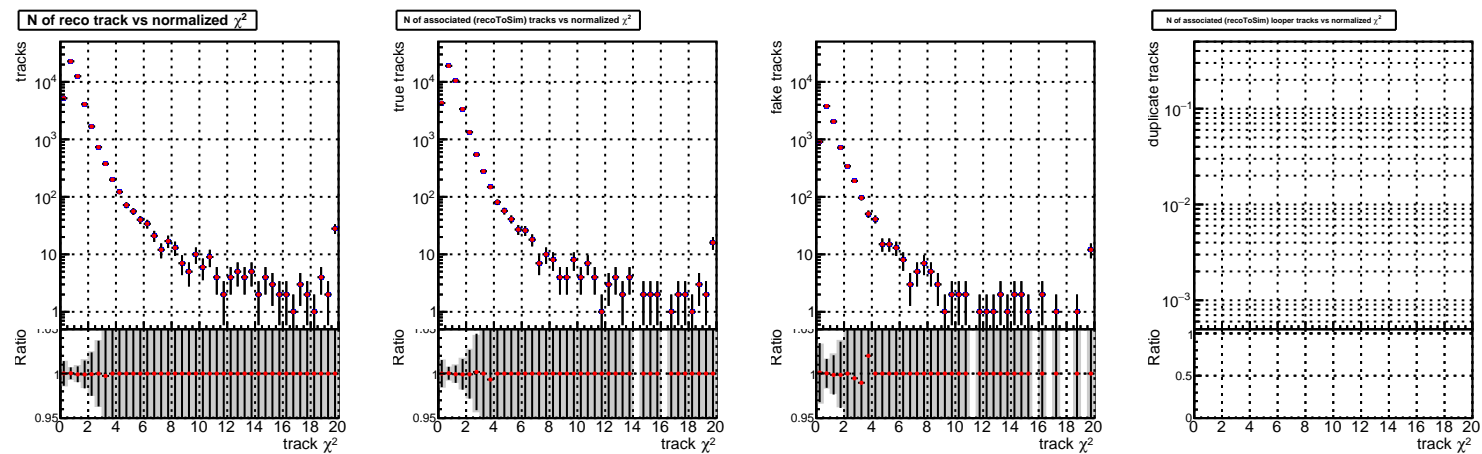 N of reco track vs normalized χ²
tracks
10⁴
10³
10²
10
1
Ratio
1.05
1
0.95
0 2 4 6 8 10 12 14 16 18 20
track χ²
N of associated (recoToSim) tracks vs normalized χ²
true tracks
10⁴
10³
10²
10
1
Ratio
1.05
1
0.95
0 2 4 6 8 10 12 14 16 18 20
track χ²
fake tracks
10⁴
10³
10²
10
1
Ratio
1.05
1
0.95
0 2 4 6 8 10 12 14 16 18 20
track χ²
N of associated (recoToSim) looper tracks vs normalized χ²
duplicate tracks
10⁻¹
10⁻²
10⁻³
Ratio
1
0.5
0
0 2 4 6 8 10 12 14 16 18 20
track χ²